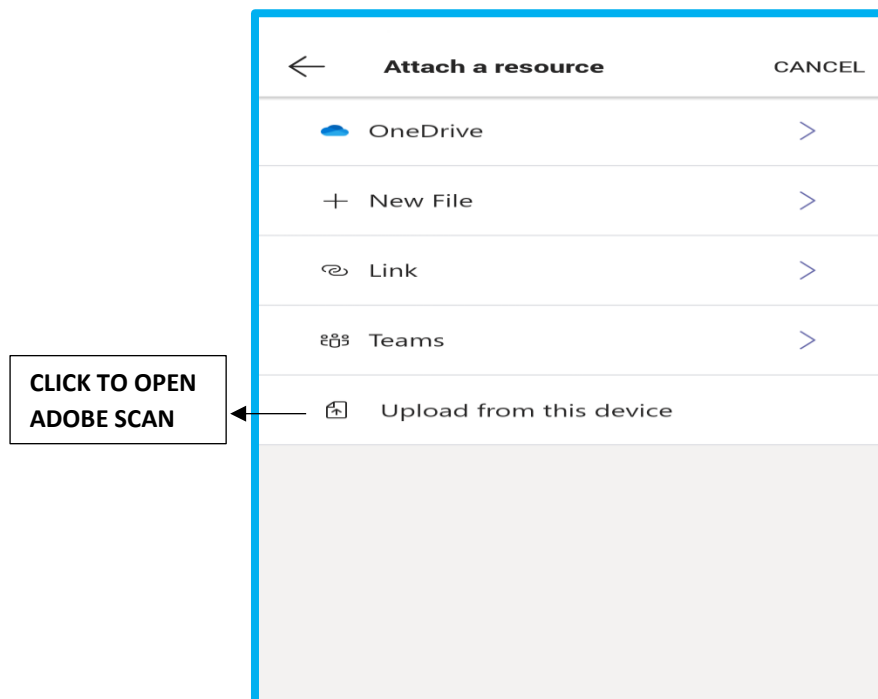 Attach a resource CANCEL
OneDrive
New File
Link
Teams
CLICK TO OPEN
ADOBE SCAN
Upload from this device